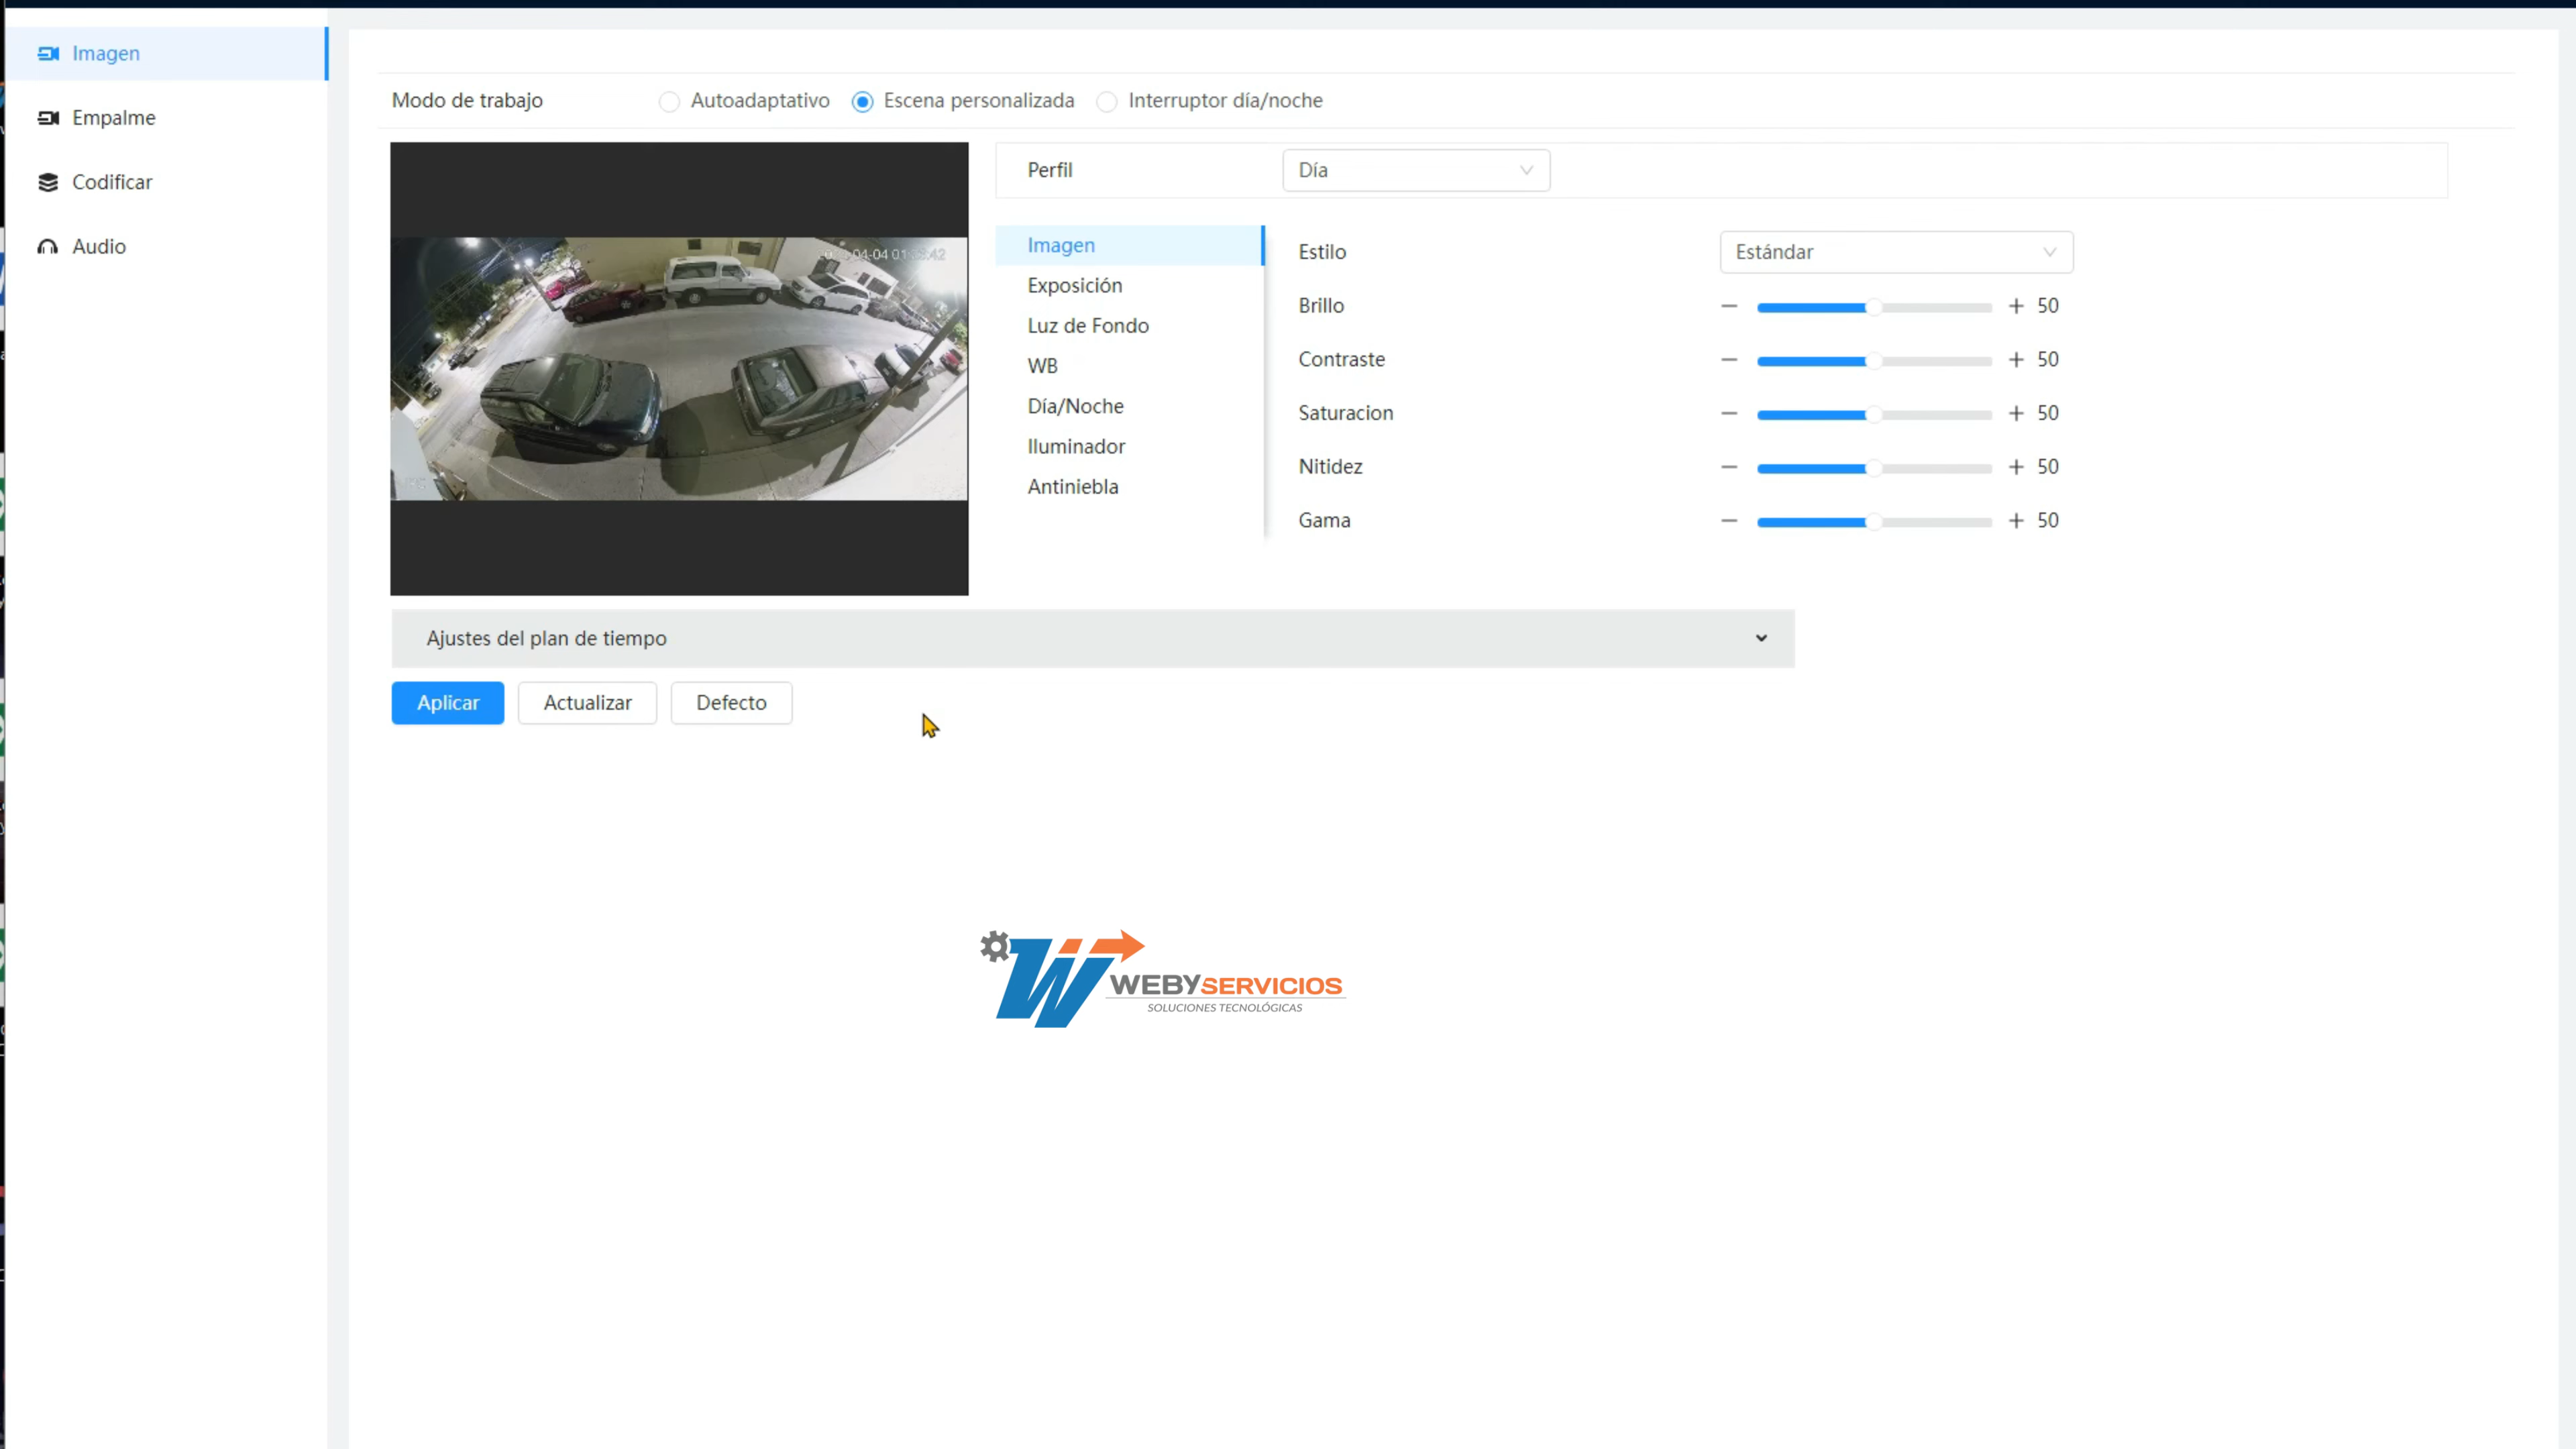 Imagen
Empalme
Codificar
Audio
Modo de trabajo
Autoadaptativo
Escena personalizada
Interruptor día/noche
Perfil
Día
Imagen
Exposición
Luz de Fondo
WB
Día/Noche
Iluminador
Antiniebla
Estilo
Estándar
Brillo
50
Contraste
50
Saturacion
50
Nitidez
50
Gama
50
Ajustes del plan de tiempo
Aplicar
Actualizar
Defecto
WEBYSERVICIOS
SOLUCIONES TECNOLÓGICAS